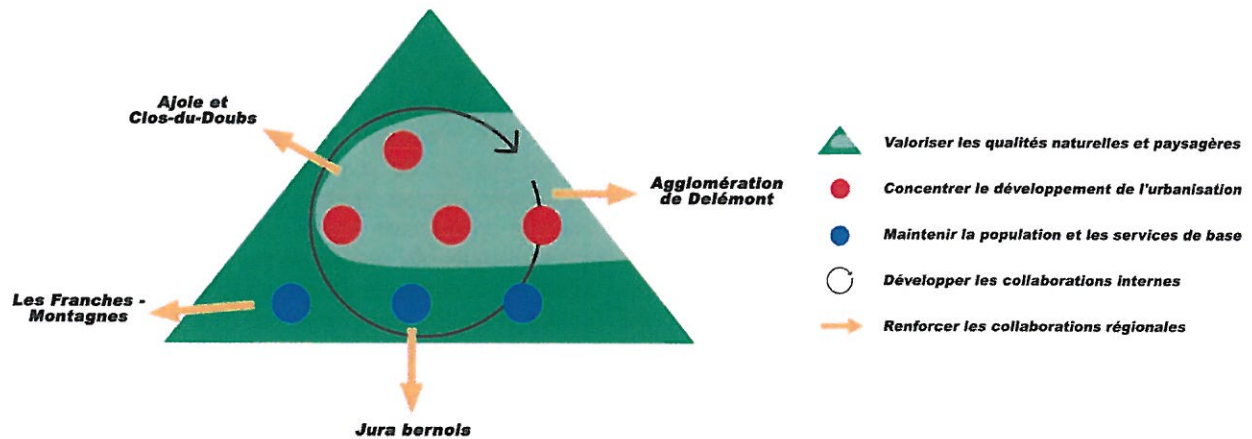 Ajoie et
Clos-du-Doubs
Agglomération
de Delémont
Les Franches -
Montagnes
Jura bernois
Valoriser les qualités naturelles et paysagères
Concentrer le développement de l'urbanisation
Maintenir la population et les services de base
Développer les collaborations internes
Renforcer les collaborations régionales